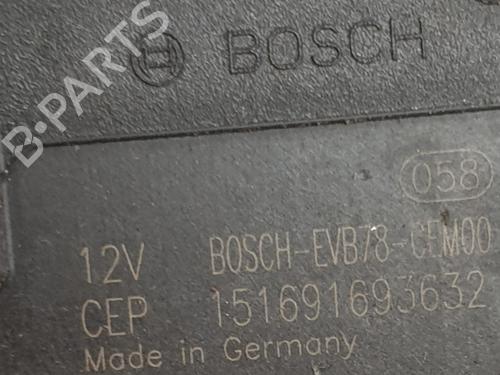 B-PARTS
BOSCH
058
12V BOSCH-EVB78-CFM00
CEP 151691693632
Made in Germany